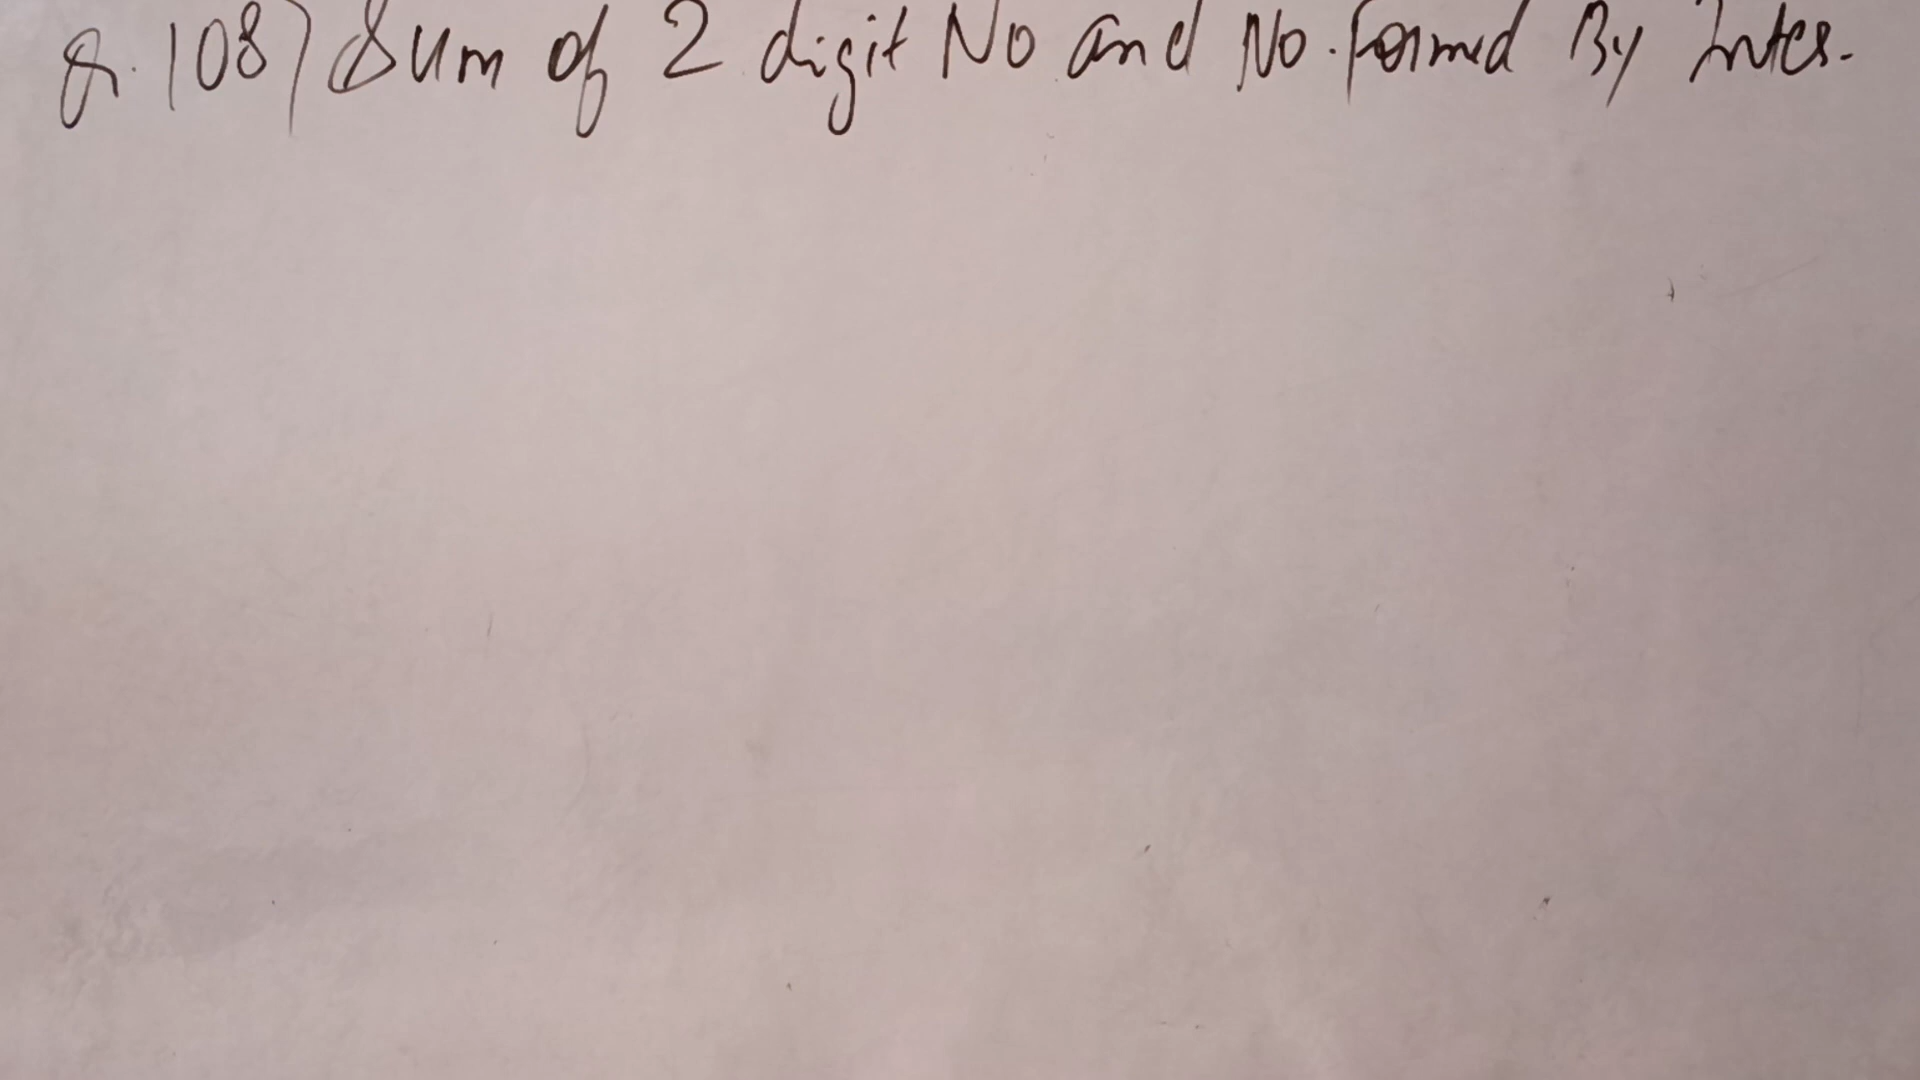 Q. 108) Sum of 2 digit No and No. Formed By Inter-